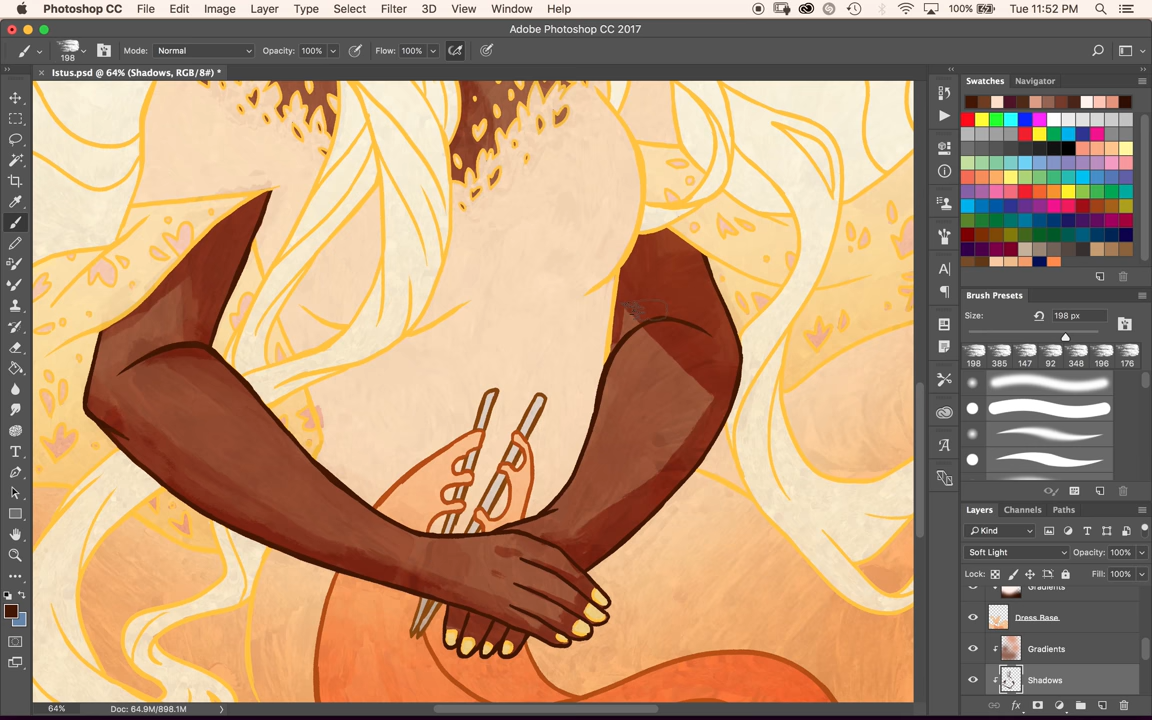 Photoshop CC File Edit Image Layer Type Select Filter 3D View Window Help 100% Tue 11:52 PM
Adobe Photoshop CC 2017
198 Mode: Normal Opacity: 100% Flow: 100%
× Istus.psd @ 64% (Shadows, RGB/8#) *
Swatches Navigator
Brush Presets
Size: 198 px
198 385 147 92 348 196 176
Layers Channels Paths
Kind
Soft Light Opacity: 100%
Lock: Fill: 100%
Gradients
Dress Base
Gradients
Shadows
64% Doc: 64.9M/898.1M